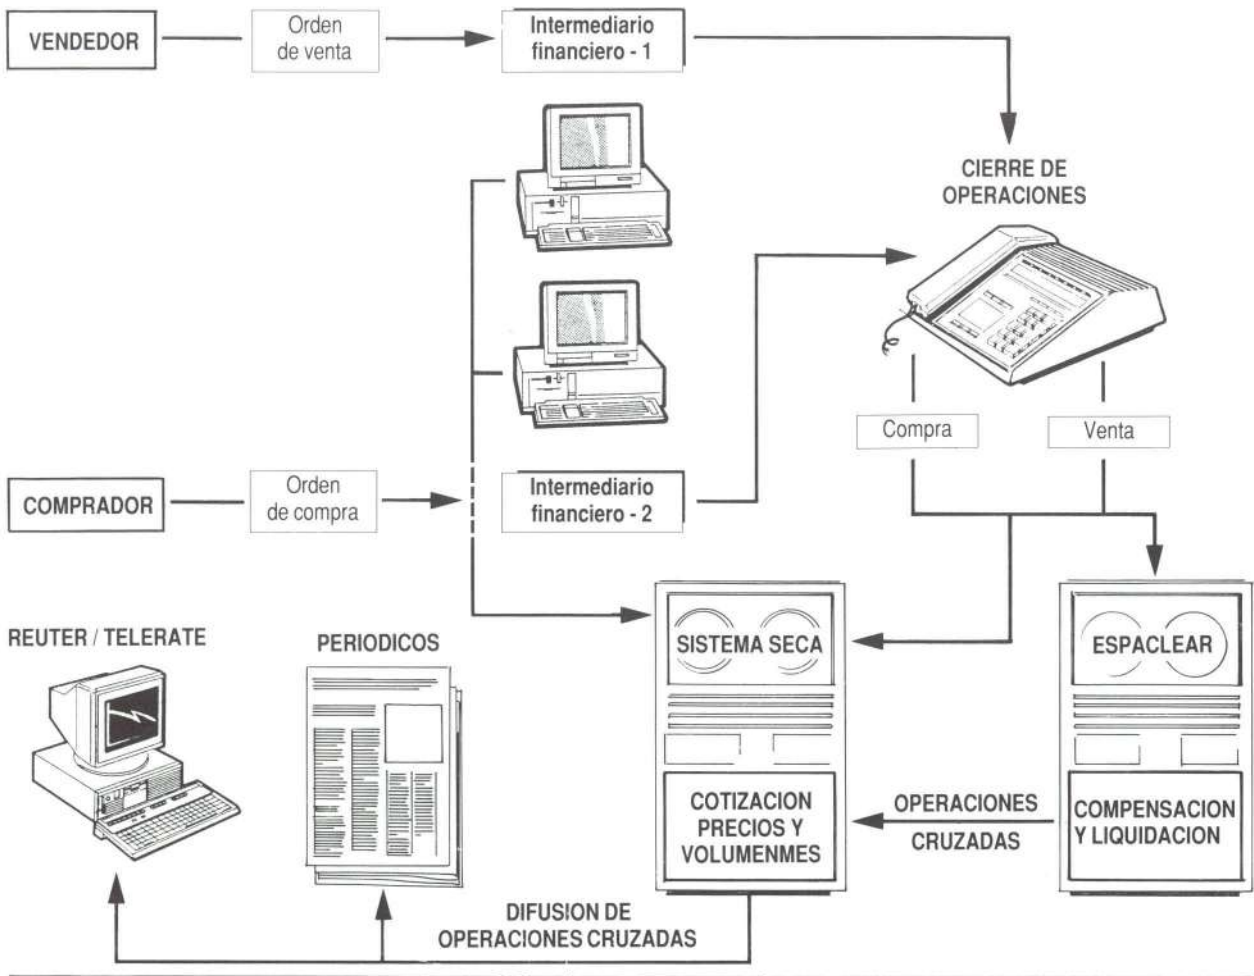 VENDEDOR
Orden
de venta
Intermediario
financiero - 1
CIERRE DE
OPERACIONES
Compra
Venta
COMPRADOR
Orden
de compra
Intermediario
financiero - 2
REUTER / TELERATE
PERIODICOS
SISTEMA SECA
ESPACLEAR
COTIZACION
PRECIOS Y
VOLUMENMES
OPERACIONES
CRUZADAS
COMPENSACION
Y LIQUIDACION
DIFUSION DE
OPERACIONES CRUZADAS